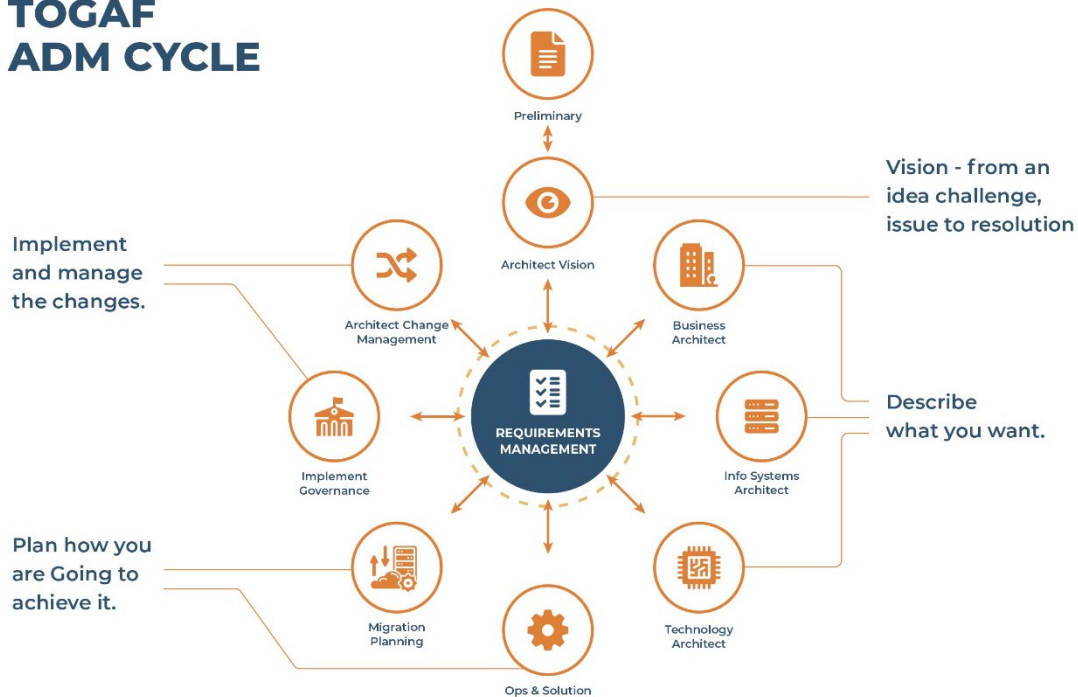 TOGAF
ADM CYCLE
Preliminary
Architect Vision
Vision - from an
idea challenge,
issue to resolution
Business
Architect
Info Systems
Architect
Technology
Architect
Describe
what you want.
Ops & Solution
Migration
Planning
Plan how you
are Going to
achieve it.
Implement
Governance
Architect Change
Management
Implement
and manage
the changes.
REQUIREMENTS
MANAGEMENT